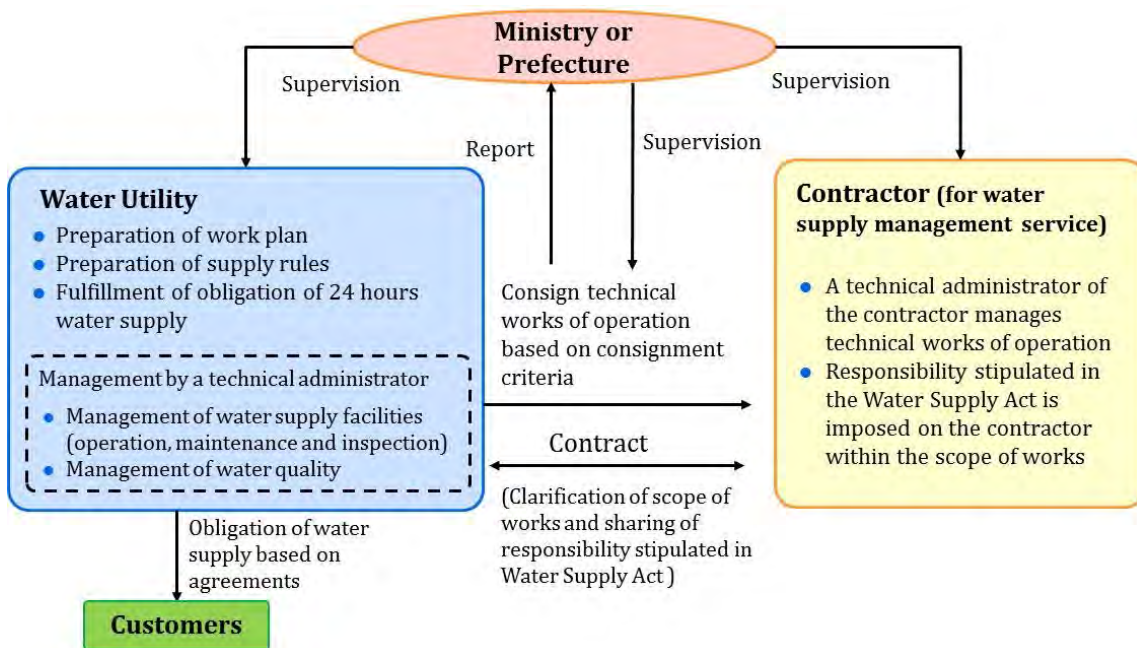 Ministry or
Prefecture
Supervision
Supervision
Report
Supervision
Water Utility
Preparation of work plan
Preparation of supply rules
Fulfillment of obligation of 24 hours
water supply
Management by a technical administrator
Management of water supply facilities
(operation, maintenance and inspection)
Management of water quality
Consign technical
works of operation
based on consignment
criteria
Contract
(Clarification of scope of
works and sharing of
responsibility stipulated in
Water Supply Act )
Contractor (for water
supply management service)
A technical administrator of
the contractor manages
technical works of operation
Responsibility stipulated in
the Water Supply Act is
imposed on the contractor
within the scope of works
Obligation of water
supply based on
agreements
Customers